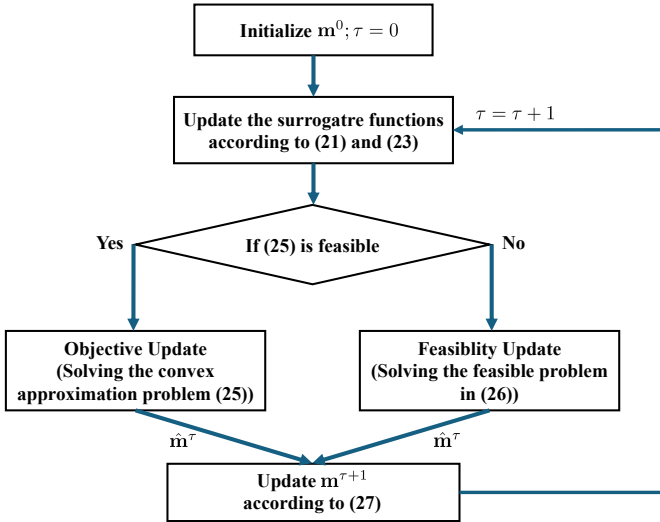 Initialize m⁰; τ = 0
Update the surrogatre functions
according to (21) and (23)
τ = τ + 1
If (25) is feasible
Yes
No
Objective Update
(Solving the convex
approximation problem (25))
Feasiblity Update
(Solving the feasible problem
in (26))
m̂^τ
m̂^τ
Update m^{τ+1}
according to (27)